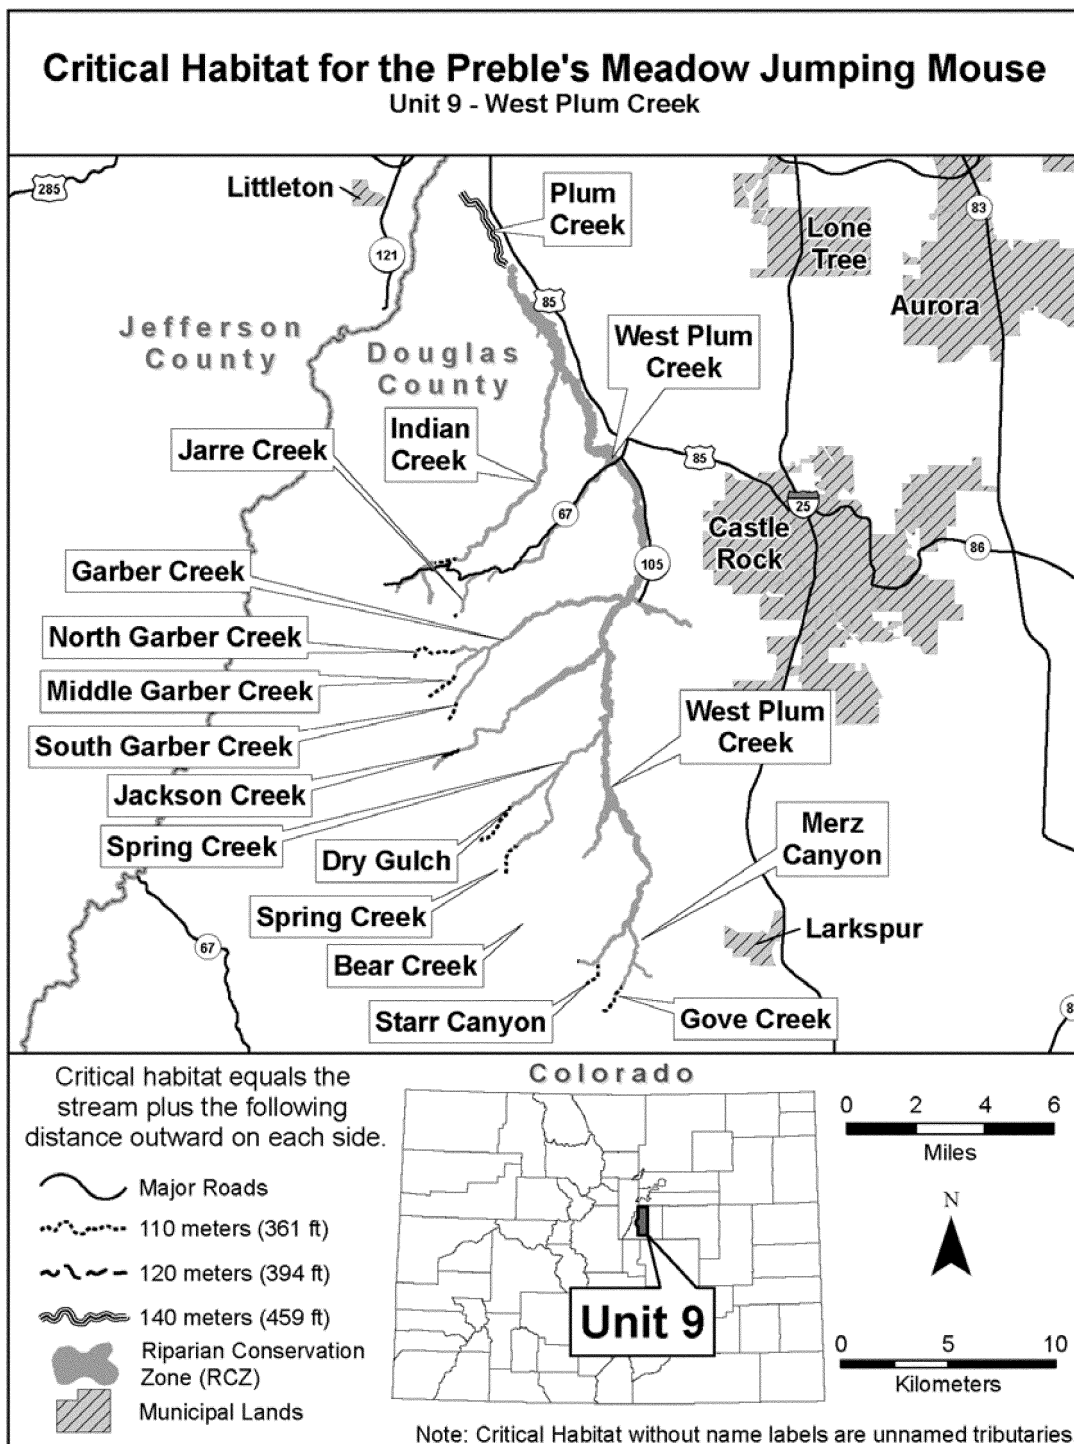 Critical Habitat for the Preble's Meadow Jumping Mouse
Unit 9 - West Plum Creek
285
Littleton
121
Plum
Creek
85
Lone
Tree
83
Aurora
Jefferson
County
Douglas
County
West Plum
Creek
Indian
Creek
Jarre Creek
85
67
25
Castle
Rock
86
105
Garber Creek
North Garber Creek
Middle Garber Creek
South Garber Creek
Jackson Creek
Spring Creek
West Plum
Creek
Dry Gulch
Merz
Canyon
Spring Creek
67
Larkspur
Bear Creek
Starr Canyon
Gove Creek
8
Critical habitat equals the
stream plus the following
distance outward on each side.
Major Roads
110 meters (361 ft)
120 meters (394 ft)
140 meters (459 ft)
Riparian Conservation
Zone (RCZ)
Municipal Lands
Colorado
Unit 9
0 2 4 6
Miles
N
0 5 10
Kilometers
Note: Critical Habitat without name labels are unnamed tributaries